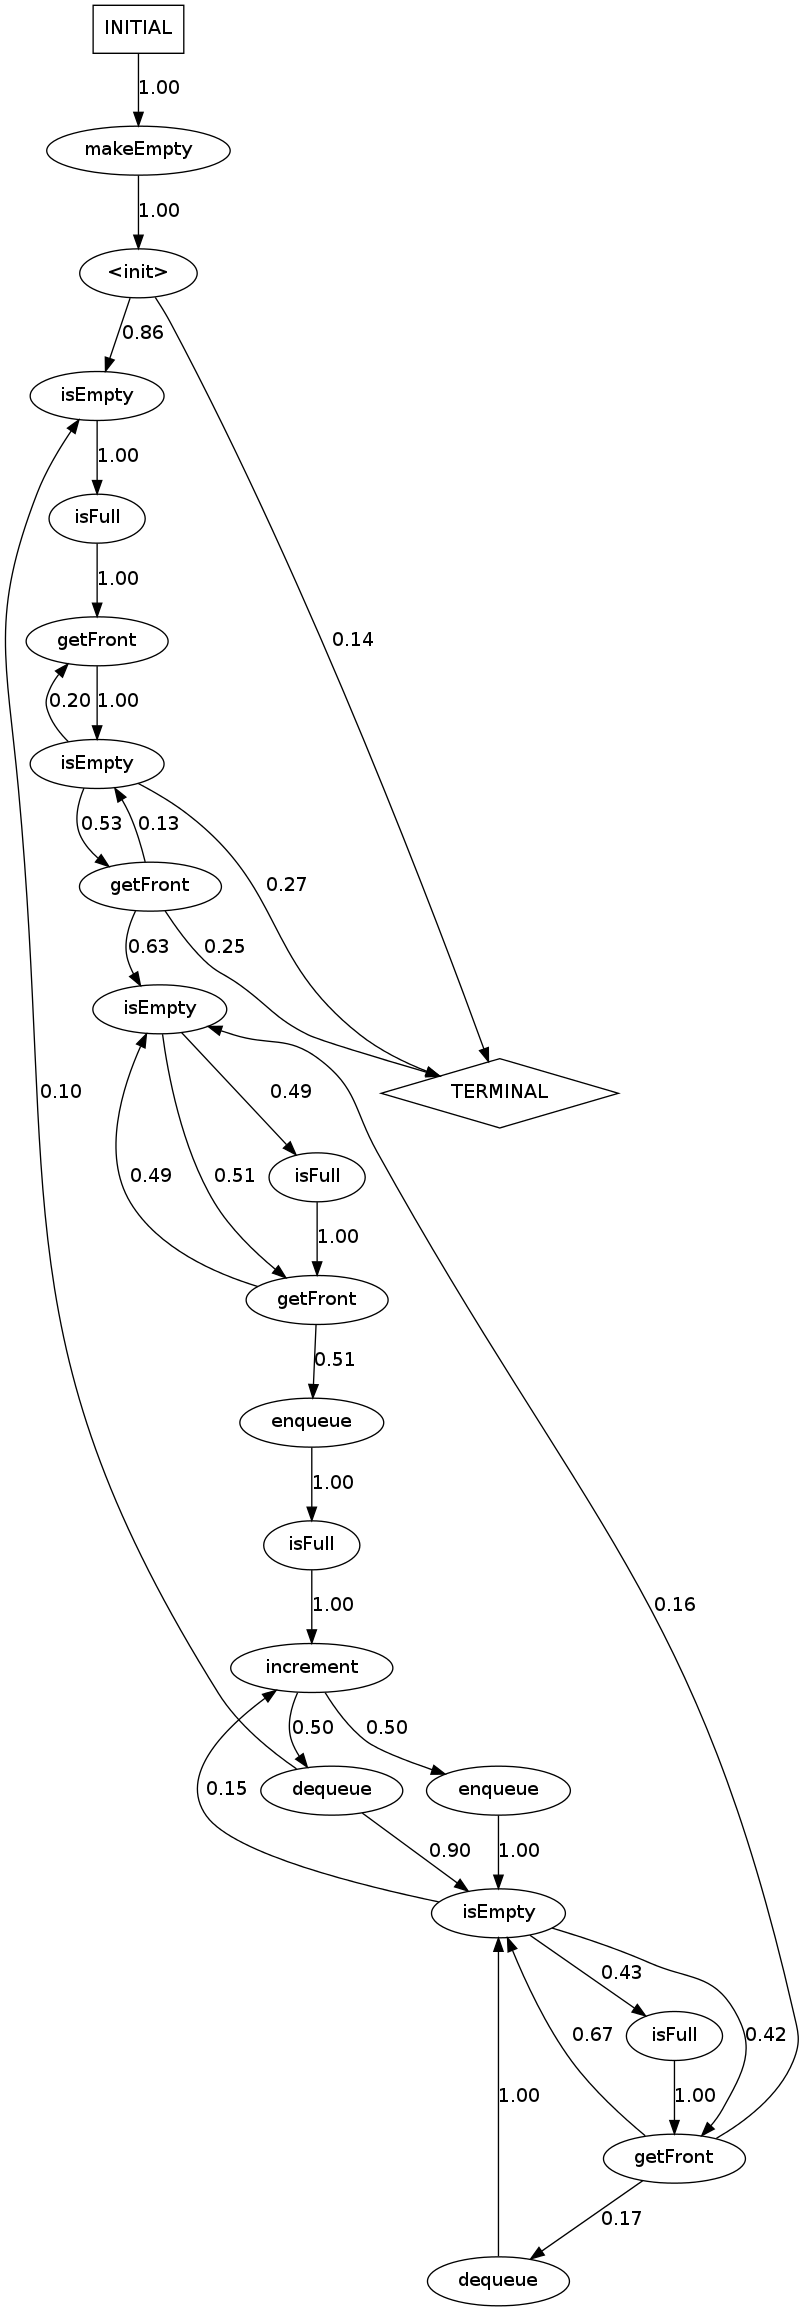 INITIAL
1.00
makeEmpty
1.00
<init>
0.86
isEmpty
1.00
isFull
1.00
getFront
0.14
0.20
1.00
isEmpty
0.53
0.13
getFront
0.27
0.63
0.25
isEmpty
TERMINAL
0.10
0.49
isFull
0.49
0.51
1.00
getFront
0.51
enqueue
1.00
isFull
1.00
0.16
increment
0.50
0.50
0.15
dequeue
enqueue
0.90
1.00
isEmpty
0.43
isFull
0.67
0.42
1.00
1.00
getFront
0.17
dequeue